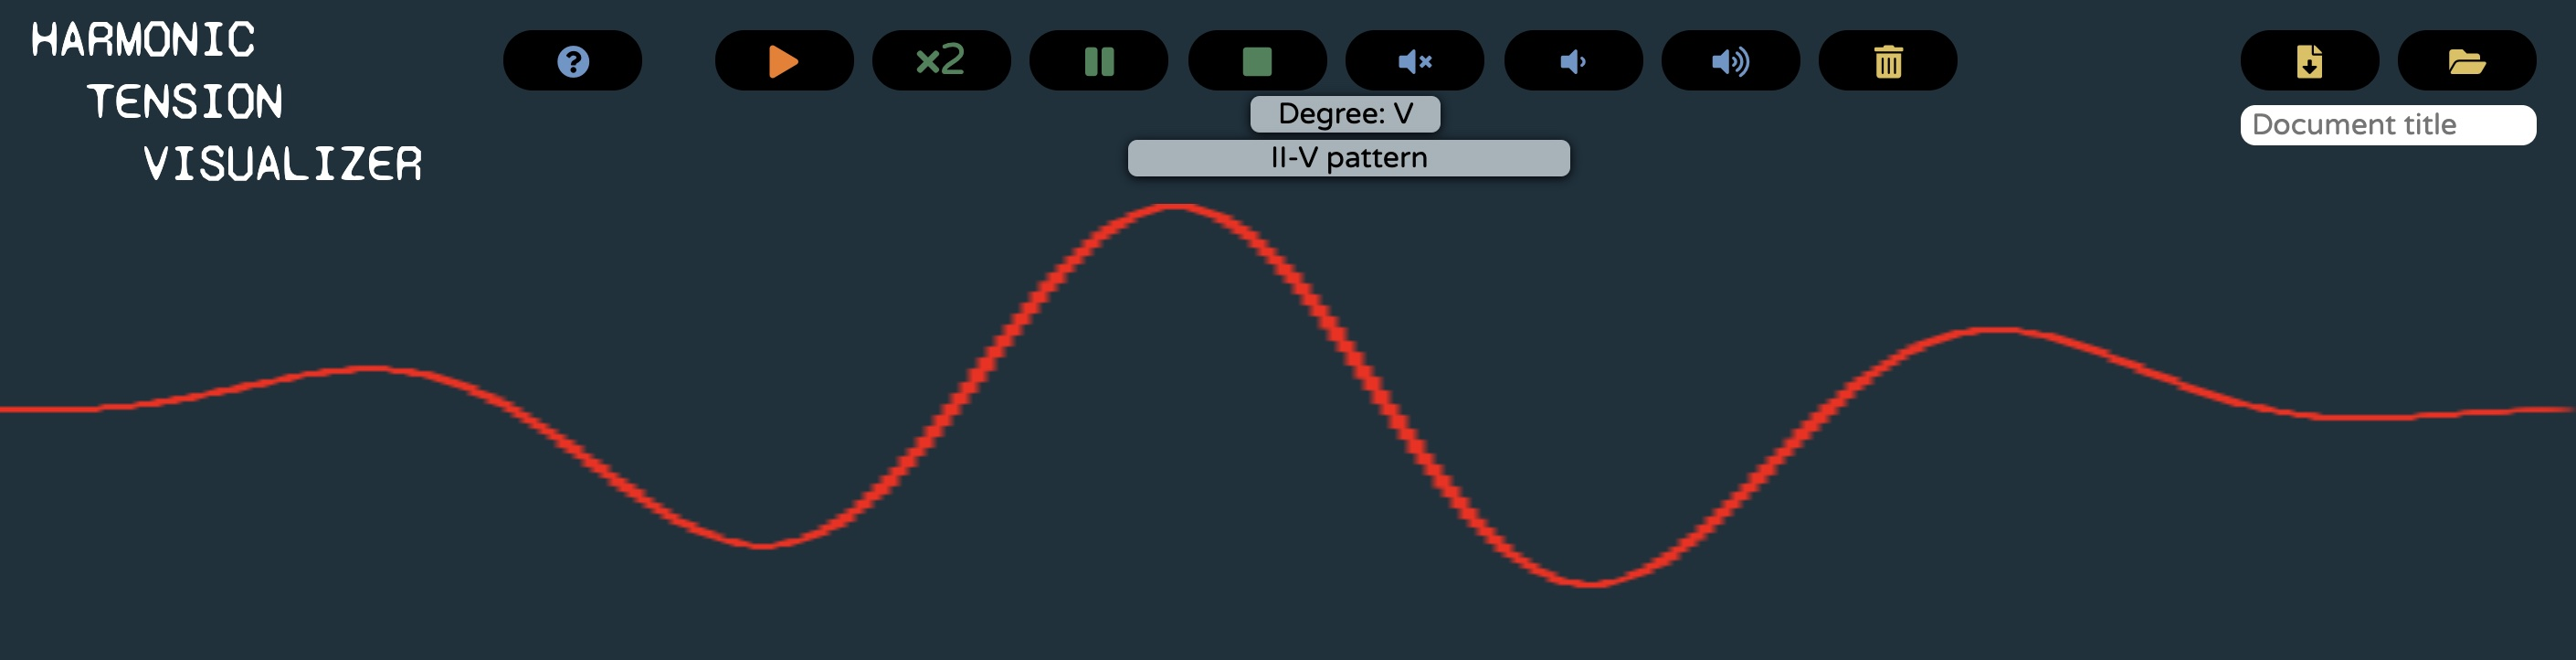 HARMONIC
TENSION
VISUALIZER
×2
Degree: V
II-V pattern
Document title